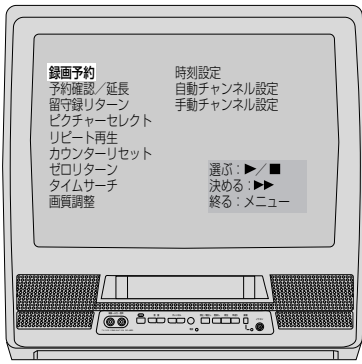 録画予約
予約確認／延長
留守録リターン
ピクチャーセレクト
リピート再生
カウンターリセット
ゼロリターン
タイムサーチ
画質調整
時刻設定
自動チャンネル設定
手動チャンネル設定
選ぶ：▶／■
決める：▶▶
終る：メニュー